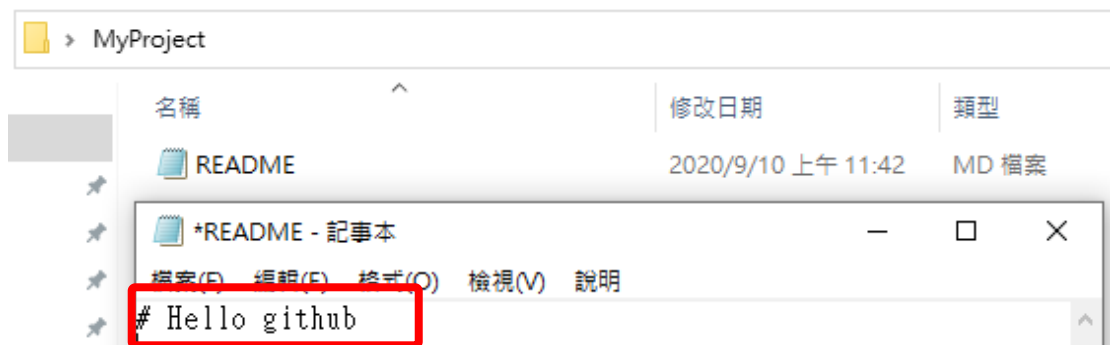 > MyProject
名稱 修改日期 類型
README 2020/9/10 上午 11:42 MD 檔案
*README - 記事本
檔案(F) 編輯(E) 格式(O) 檢視(V) 說明
# Hello github